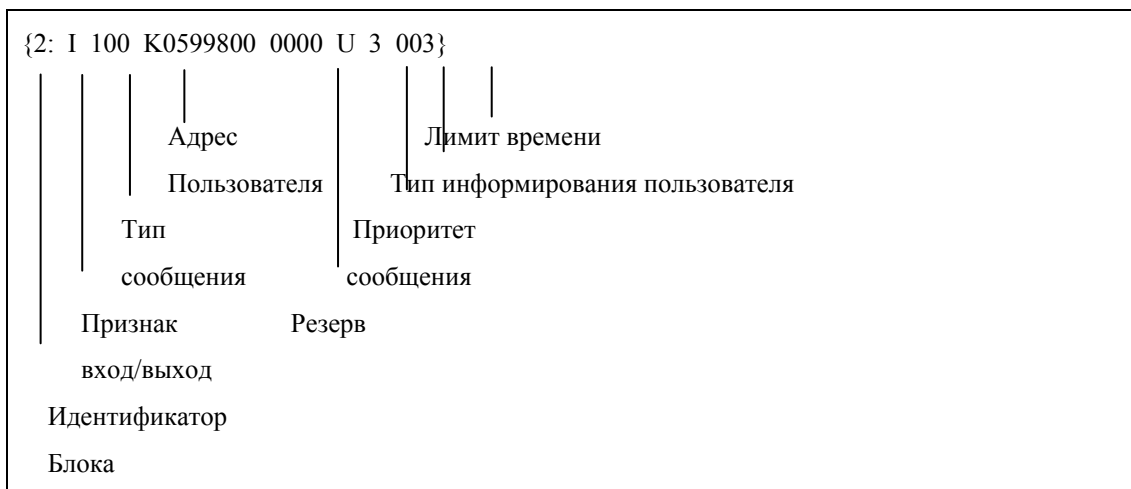 {2: I 100 K0599800 0000 U 3 003}
Адрес Лимит времени
Пользователя Тип информирования пользователя
Тип Приоритет
сообщения сообщения
Признак Резерв
вход/выход
Идентификатор
Блока